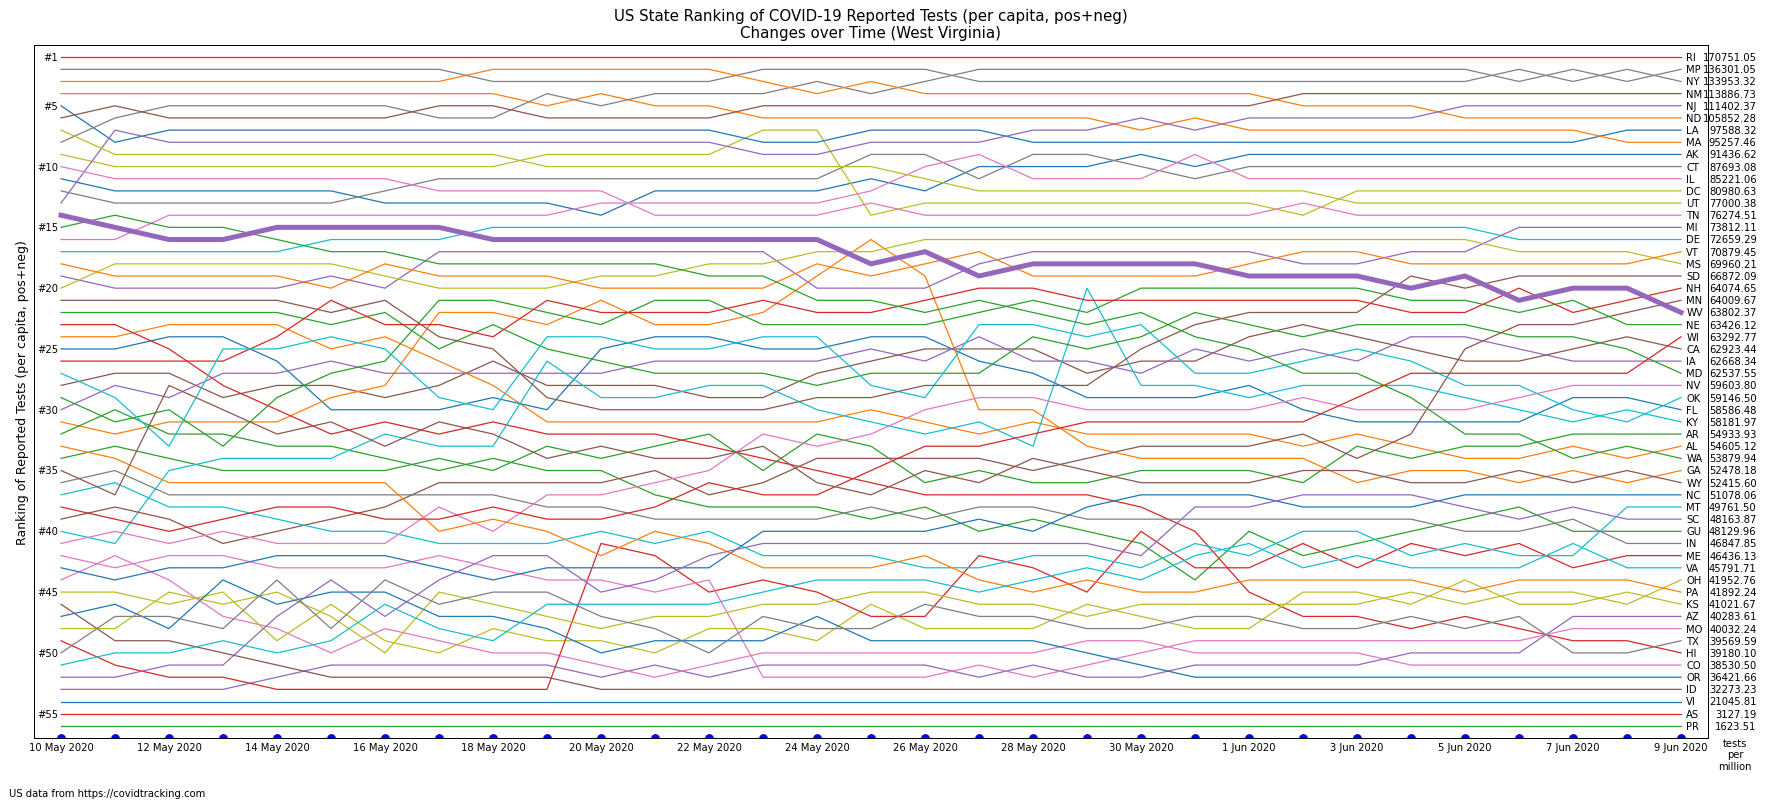 US State Ranking of COVID-19 Reported Tests (per capita, pos+neg)
Changes over Time (West Virginia)
Ranking of Reported Tests (per capita, pos+neg)
#1
#5
#10
#15
#20
#25
#30
#35
#40
#45
#50
#55
RI 170751.05
MP 136301.05
NY 133953.32
NM 113886.73
NJ 111402.37
ND 105852.28
LA 97588.32
MA 95257.46
AK 91436.62
CT 87693.08
IL 85221.06
DC 80980.63
UT 77000.38
TN 76274.51
MI 73812.11
DE 72659.29
VT 70879.45
MS 69960.21
SD 66872.09
NH 64074.65
MN 64009.67
WV 63802.37
NE 63426.12
WI 63292.77
CA 62923.44
IA 62668.34
MD 62537.55
NV 59603.80
OK 59146.50
FL 58586.48
KY 58181.97
AR 54933.93
AL 54605.12
WA 53879.94
GA 52478.18
WY 52415.60
NC 51078.06
MT 49761.50
SC 48163.87
GU 48129.96
IN 46847.85
ME 46436.13
VA 45791.71
OH 41952.76
PA 41892.24
KS 41021.67
AZ 40283.61
MO 40032.24
TX 39569.59
HI 39180.10
CO 38530.50
OR 36421.66
ID 32273.23
VI 21045.81
AS 3127.19
PR 1623.51
10 May 2020 12 May 2020 14 May 2020 16 May 2020 18 May 2020 20 May 2020 22 May 2020 24 May 2020 26 May 2020 28 May 2020 30 May 2020 1 Jun 2020 3 Jun 2020 5 Jun 2020 7 Jun 2020 9 Jun 2020
tests
per
million
US data from https://covidtracking.com